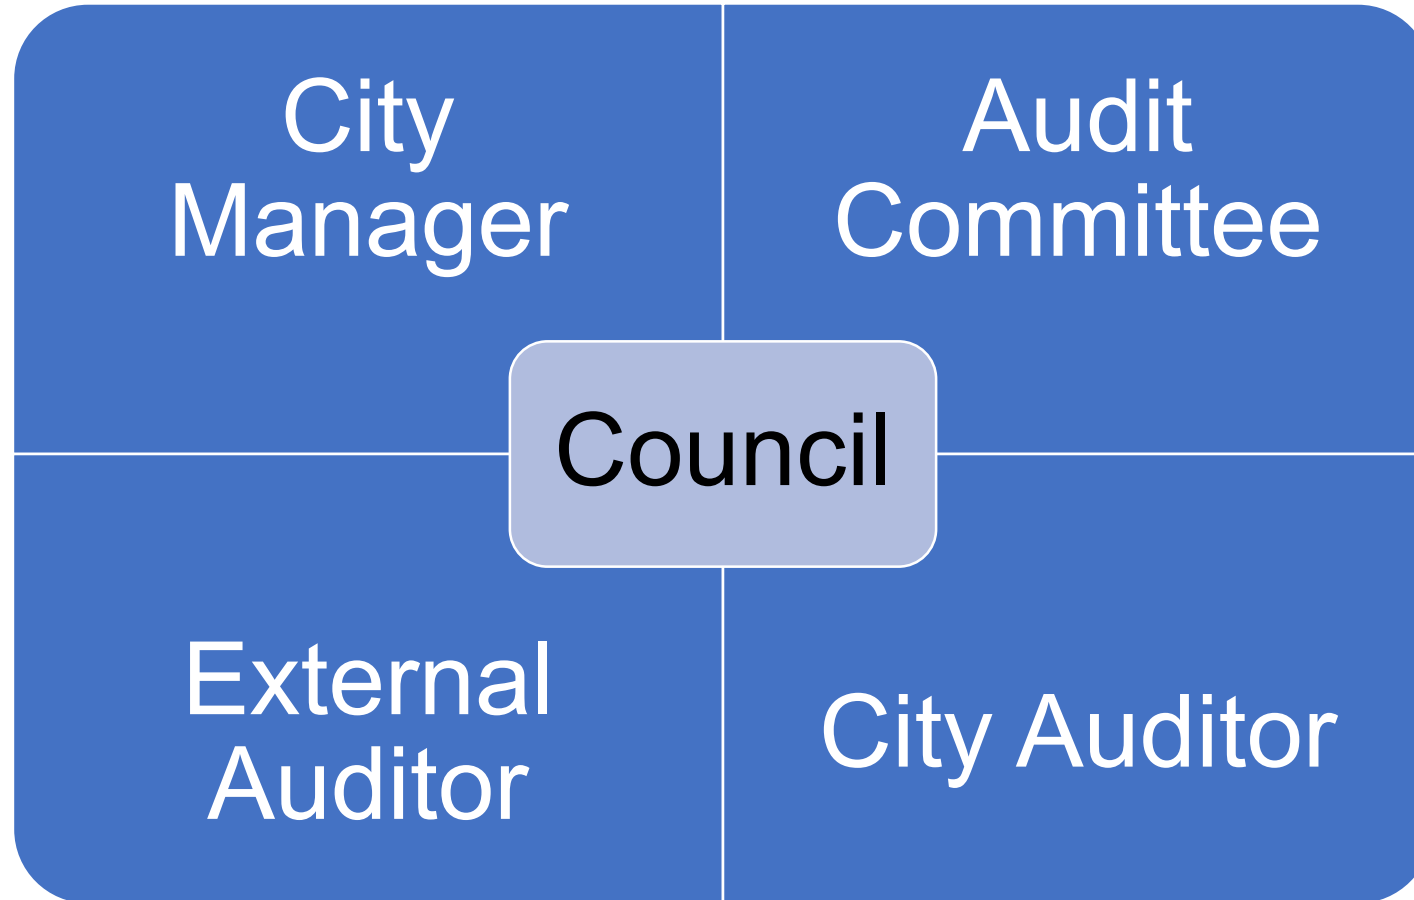 City
Manager
Audit
Committee
Council
External
Auditor
City Auditor